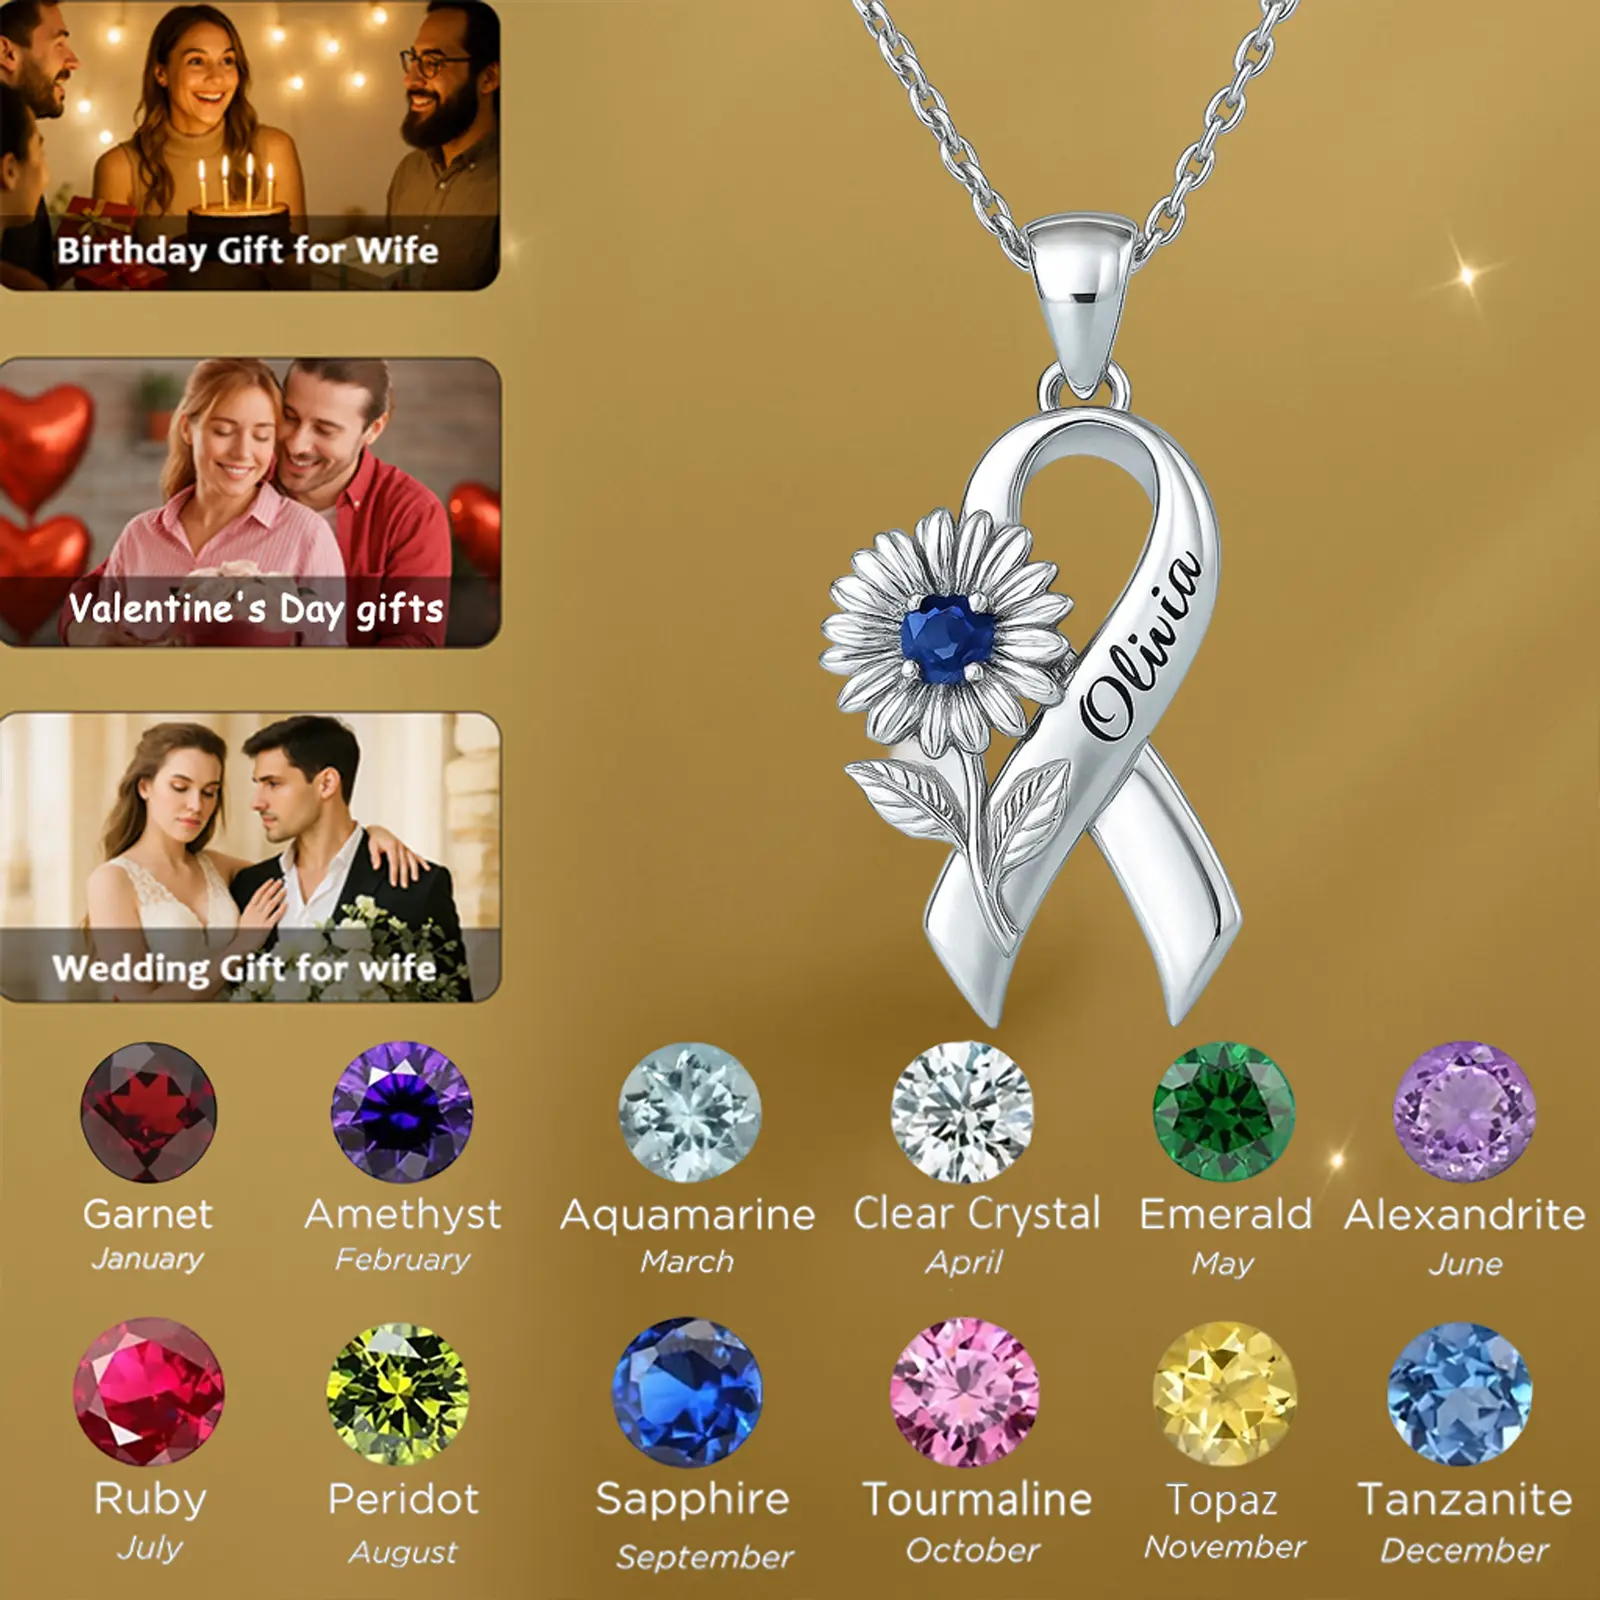 Birthday Gift for Wife
Valentine's Day gifts
Wedding Gift for wife
Olivia
Garnet
January
Amethyst
February
Aquamarine
March
Clear Crystal
April
Emerald
May
Alexandrite
June
Ruby
July
Peridot
August
Sapphire
September
Tourmaline
October
Topaz
November
Tanzanite
December